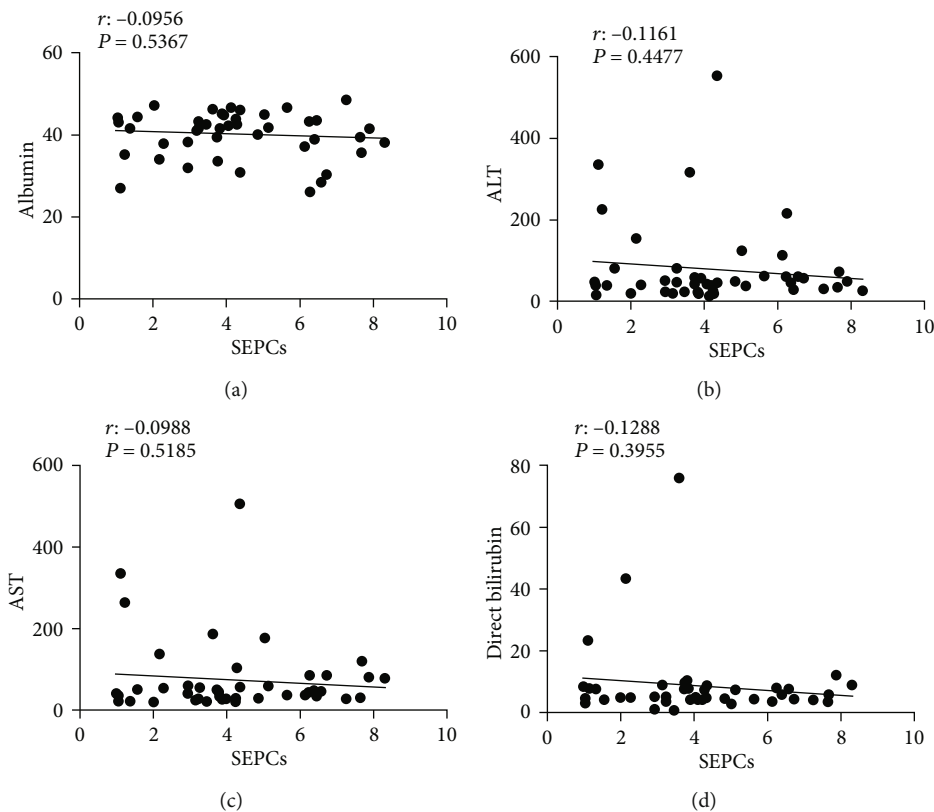 r: –0.0956
P = 0.5367
60
40
20
0
Albumin
0 2 4 6 8 10
SEPCs
(a)
r: –0.1161
P = 0.4477
600
400
200
0
ALT
0 2 4 6 8 10
SEPCs
(b)
r: –0.0988
P = 0.5185
600
400
200
0
AST
0 2 4 6 8 10
SEPCs
(c)
r: –0.1288
P = 0.3955
80
60
40
20
0
Direct bilirubin
0 2 4 6 8 10
SEPCs
(d)